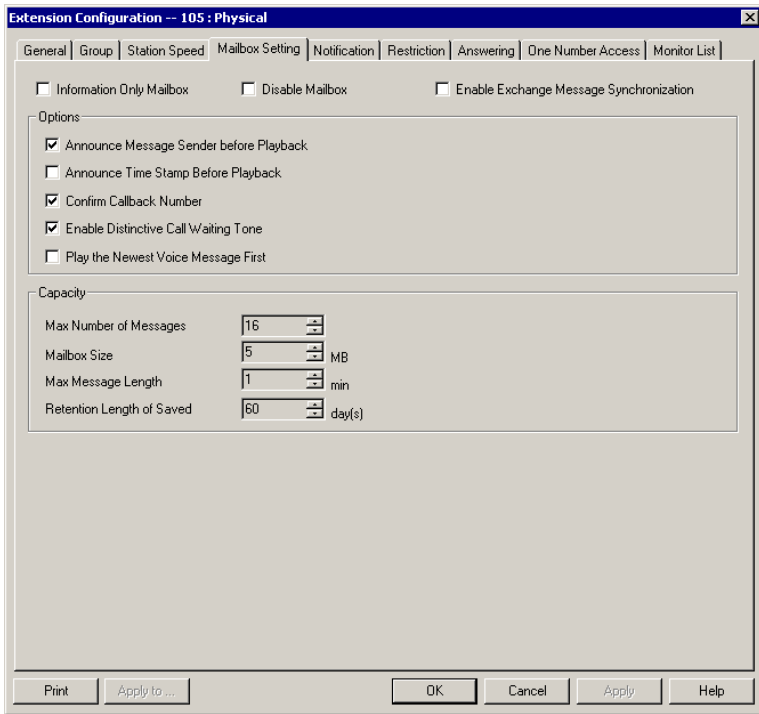 Extension Configuration -- 105 : Physical
General Group Station Speed Mailbox Setting Notification Restriction Answering One Number Access Monitor List
Information Only Mailbox Disable Mailbox Enable Exchange Message Synchronization
Options
Announce Message Sender before Playback
Announce Time Stamp Before Playback
Confirm Callback Number
Enable Distinctive Call Waiting Tone
Play the Newest Voice Message First
Capacity
Max Number of Messages 16
Mailbox Size 5 MB
Max Message Length 1 min
Retention Length of Saved 60 day(s)
Print Apply to ... OK Cancel Apply Help